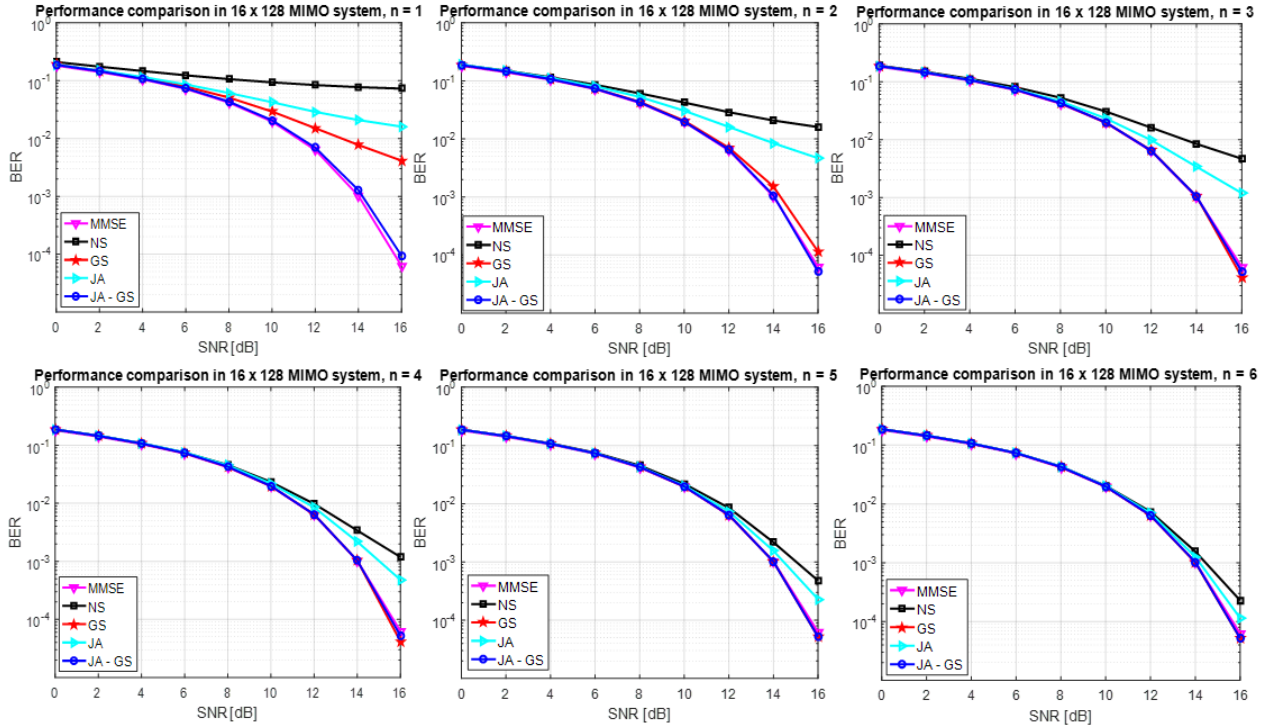 Performance comparison in 16 x 128 MIMO system, n = 1
10^0
10^-1
10^-2
10^-3
10^-4
BER
MMSE
NS
GS
JA
JA - GS
0 2 4 6 8 10 12 14 16
SNR [dB]
Performance comparison in 16 x 128 MIMO system, n = 2
10^0
10^-1
10^-2
10^-3
10^-4
BER
MMSE
NS
GS
JA
JA - GS
0 2 4 6 8 10 12 14 16
SNR [dB]
Performance comparison in 16 x 128 MIMO system, n = 3
10^0
10^-1
10^-2
10^-3
10^-4
BER
MMSE
NS
GS
JA
JA - GS
0 2 4 6 8 10 12 14 16
SNR [dB]
Performance comparison in 16 x 128 MIMO system, n = 4
10^0
10^-1
10^-2
10^-3
10^-4
BER
MMSE
NS
GS
JA
JA - GS
0 2 4 6 8 10 12 14 16
SNR [dB]
Performance comparison in 16 x 128 MIMO system, n = 5
10^0
10^-1
10^-2
10^-3
10^-4
BER
MMSE
NS
GS
JA
JA - GS
0 2 4 6 8 10 12 14 16
SNR [dB]
Performance comparison in 16 x 128 MIMO system, n = 6
10^0
10^-1
10^-2
10^-3
10^-4
BER
MMSE
NS
GS
JA
JA - GS
0 2 4 6 8 10 12 14 16
SNR [dB]